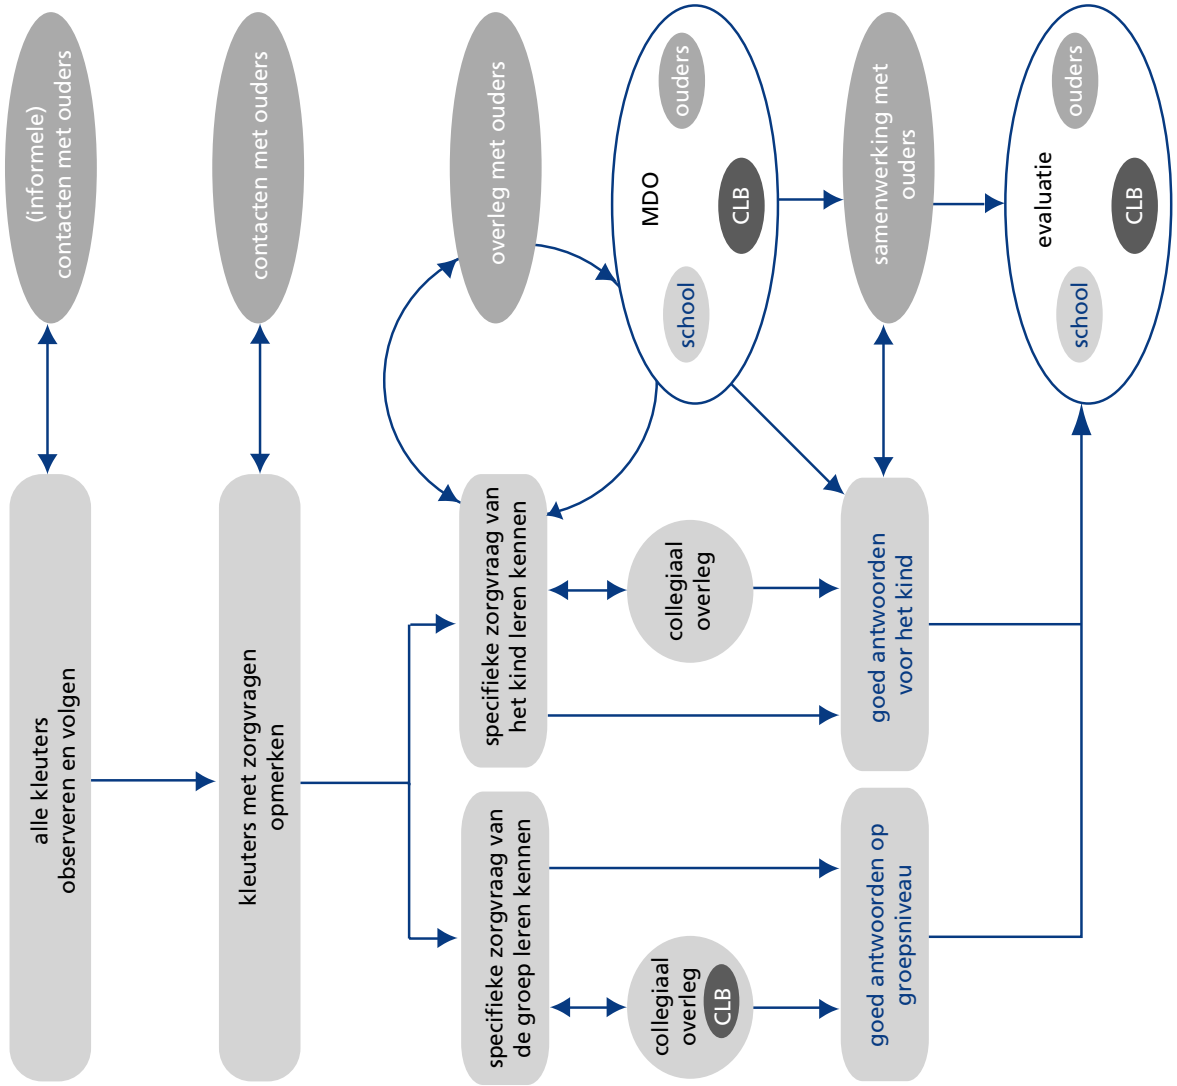 (informele)
contacten met ouders
alle kleuters
observeren en volgen
contacten met ouders
kleuters met zorgvragen
opmerken
overleg met ouders
specifieke zorgvraag van
het kind leren kennen
specifieke zorgvraag van
de groep leren kennen
MDO
ouders
CLB
school
collegiaal
overleg
collegiaal
overleg
CLB
samenwerking met
ouders
goed antwoorden
voor het kind
goed antwoorden op
groepsniveau
evaluatie
ouders
CLB
school